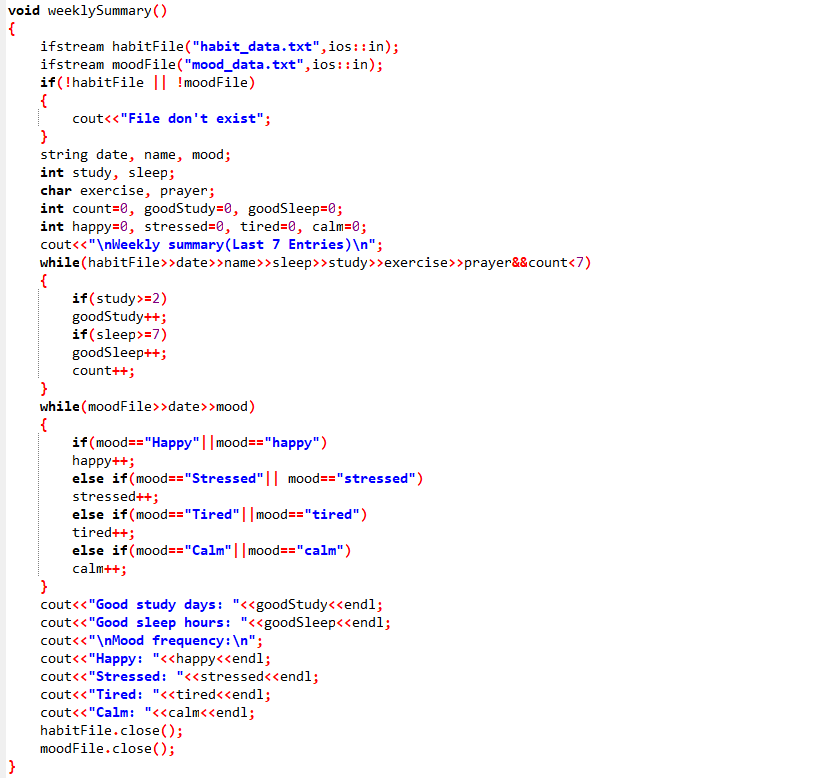 void weeklySummary()
{
    ifstream habitFile("habit_data.txt",ios::in);
    ifstream moodFile("mood_data.txt",ios::in);
    if(!habitFile || !moodFile)
    {
        cout<<"File don't exist";
    }
    string date, name, mood;
    int study, sleep;
    char exercise, prayer;
    int count=0, goodStudy=0, goodSleep=0;
    int happy=0, stressed=0, tired=0, calm=0;
    cout<<"\nWeekly summary(Last 7 Entries)\n";
    while(habitFile>>date>>name>>sleep>>study>>exercise>>prayer&&count<7)
    {
        if(study>=2)
        goodStudy++;
        if(sleep>=7)
        goodSleep++;
        count++;
    }
    while(moodFile>>date>>mood)
    {
        if(mood=="Happy"||mood=="happy")
        happy++;
        else if(mood=="Stressed"|| mood=="stressed")
        stressed++;
        else if(mood=="Tired"||mood=="tired")
        tired++;
        else if(mood=="Calm"||mood=="calm")
        calm++;
    }
    cout<<"Good study days: "<<goodStudy<<endl;
    cout<<"Good sleep hours: "<<goodSleep<<endl;
    cout<<"\nMood frequency:\n";
    cout<<"Happy: "<<happy<<endl;
    cout<<"Stressed: "<<stressed<<endl;
    cout<<"Tired: "<<tired<<endl;
    cout<<"Calm: "<<calm<<endl;
    habitFile.close();
    moodFile.close();
}